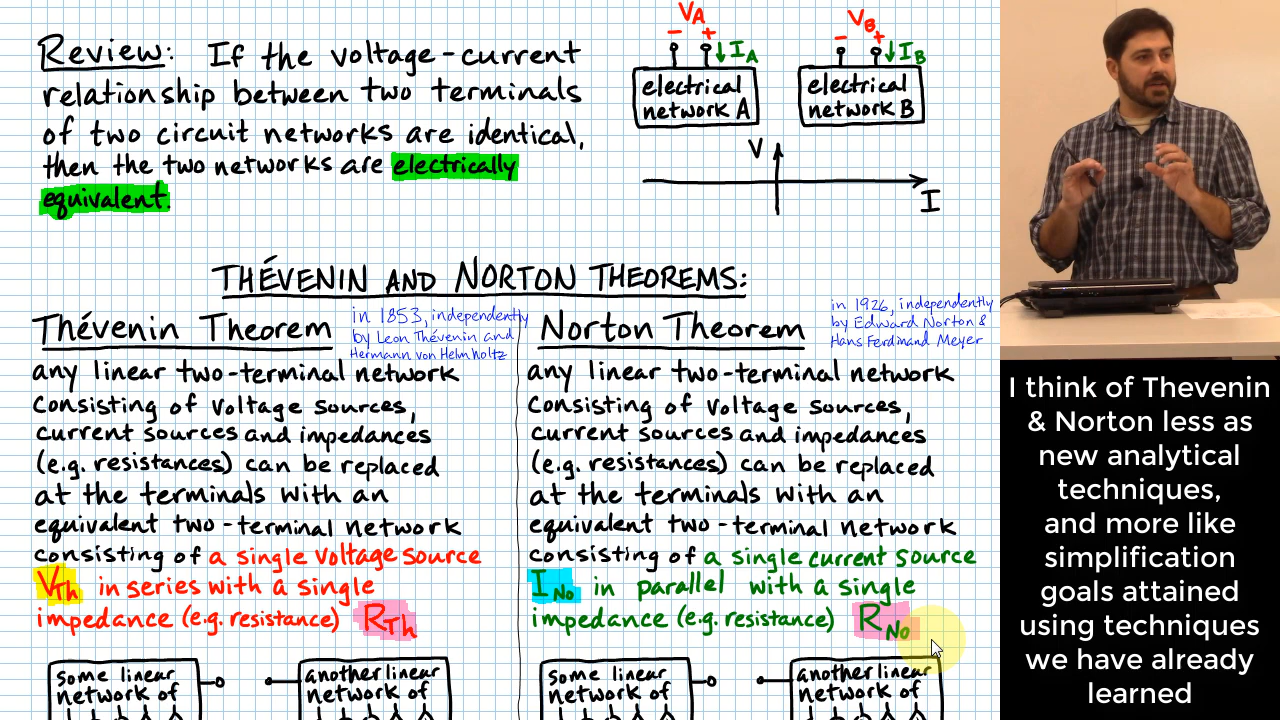 Review: If the voltage-current
relationship between two terminals
of two circuit networks are identical,
then the two networks are electrically
equivalent.
VA
- +
IA
electrical
network A
VB
- +
IB
electrical
network B
V
I
THÉVENIN AND NORTON THEOREMS:
Thévenin Theorem
in 1853, independently
by Leon Thévenin and
Hermann von Helmholtz
any linear two-terminal network
consisting of voltage sources,
current sources and impedances
(e.g. resistances) can be replaced
at the terminals with an
equivalent two-terminal network
consisting of a single voltage source
VTh in series with a single
impedance (e.g. resistance) RTh
some linear
network of
another linear
network of
Norton Theorem
in 1926, independently
by Edward Norton &
Hans Ferdinand Meyer
any linear two-terminal network
consisting of voltage sources,
current sources and impedances
(e.g. resistances) can be replaced
at the terminals with an
equivalent two-terminal network
consisting of a single current source
INo in parallel with a single
impedance (e.g. resistance) RNo
some linear
network of
another linear
network of
I think of Thevenin
& Norton less as
new analytical
techniques,
and more like
simplification
goals attained
using techniques
we have already
learned